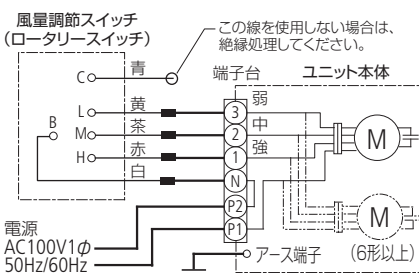 風量調節スイッチ
(ロータリースイッチ)
この線を使用しない場合は、
絶縁処理してください。
C 青
端子台
ユニット本体
L 黄 3 弱
B M 茶 2 中
H 赤 1 強
白 N
P2
P1
M
M
電源
AC100V1φ
50Hz/60Hz
アース端子
(6形以上)